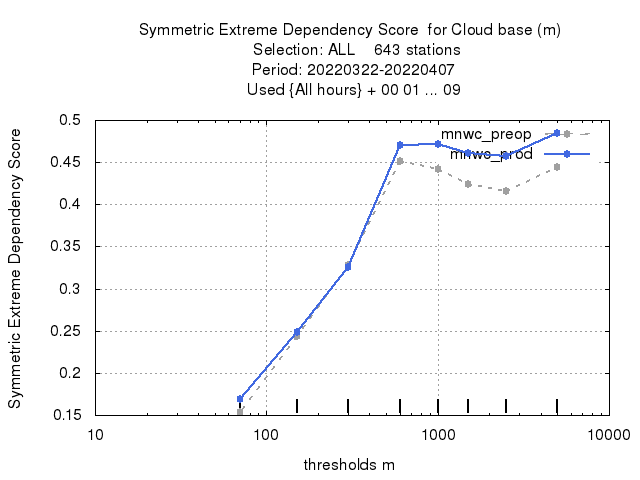 Symmetric Extreme Dependency Score for Cloud base (m)
Selection: ALL 643 stations
Period: 20220322-20220407
Used {All hours} + 00 01 ... 09
Symmetric Extreme Dependency Score
0.5
0.45
0.4
0.35
0.3
0.25
0.2
0.15
mnwc_preop
mnwc_prod
10
100
1000
10000
thresholds m